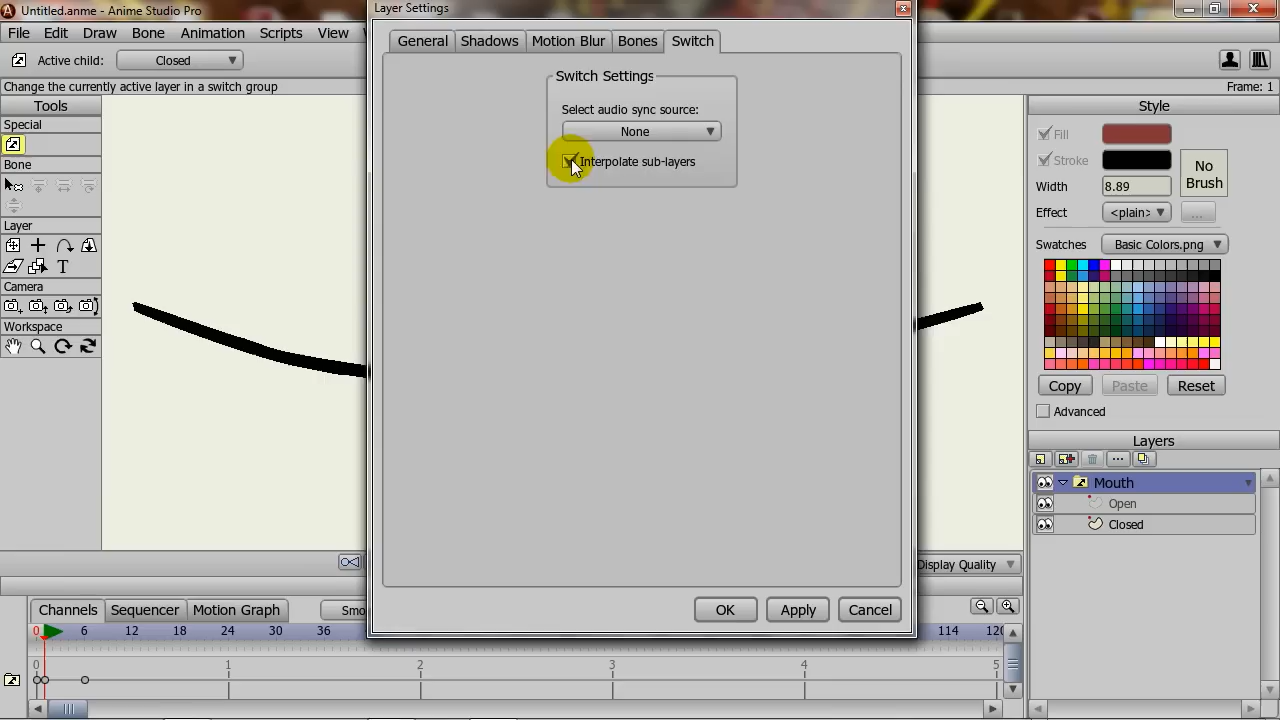 Untitled.anme - Anime Studio Pro
File Edit Draw Bone Animation Scripts View
Active child: Closed
Change the currently active layer in a switch group
Frame: 1
Tools
Special
Bone
Layer
T
Camera
Workspace
Layer Settings
General Shadows Motion Blur Bones Switch
Switch Settings
Select audio sync source:
None
Interpolate sub-layers
OK Apply Cancel
Style
Fill
Stroke
No
Brush
Width 8.89
Effect <plain> ...
Swatches Basic Colors.png
Copy Paste Reset
Advanced
Layers
Mouth
Open
Closed
Display Quality
Channels Sequencer Motion Graph Smo
0 6 12 18 24 30 36 114 120
0 1 2 3 4 5